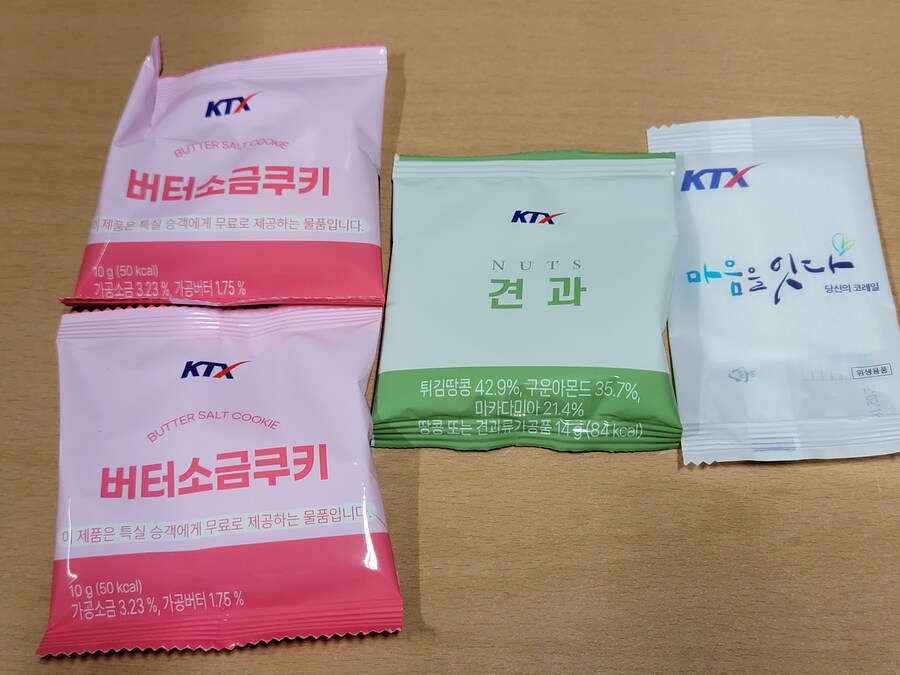 KTX
BUTTER SALT COOKIE
버터소금쿠키
이 제품은 특실 승객에게 무료로 제공하는 물품입니다.
10 g (50 kcal)
가공소금 3.23 %, 가공버터 1.75 %
KTX
BUTTER SALT COOKIE
버터소금쿠키
이 제품은 특실 승객에게 무료로 제공하는 물품입니다.
10 g (50 kcal)
가공소금 3.23 %, 가공버터 1.75 %
KTX
NUTS
견과
튀김땅콩 42.9%, 구운아몬드 35.7%,
마카다미아 21.4%
땅콩 또는 견과류가공품 14 g (84 kcal)
KTX
마음을 잇다
당신의 코레일
위생용품